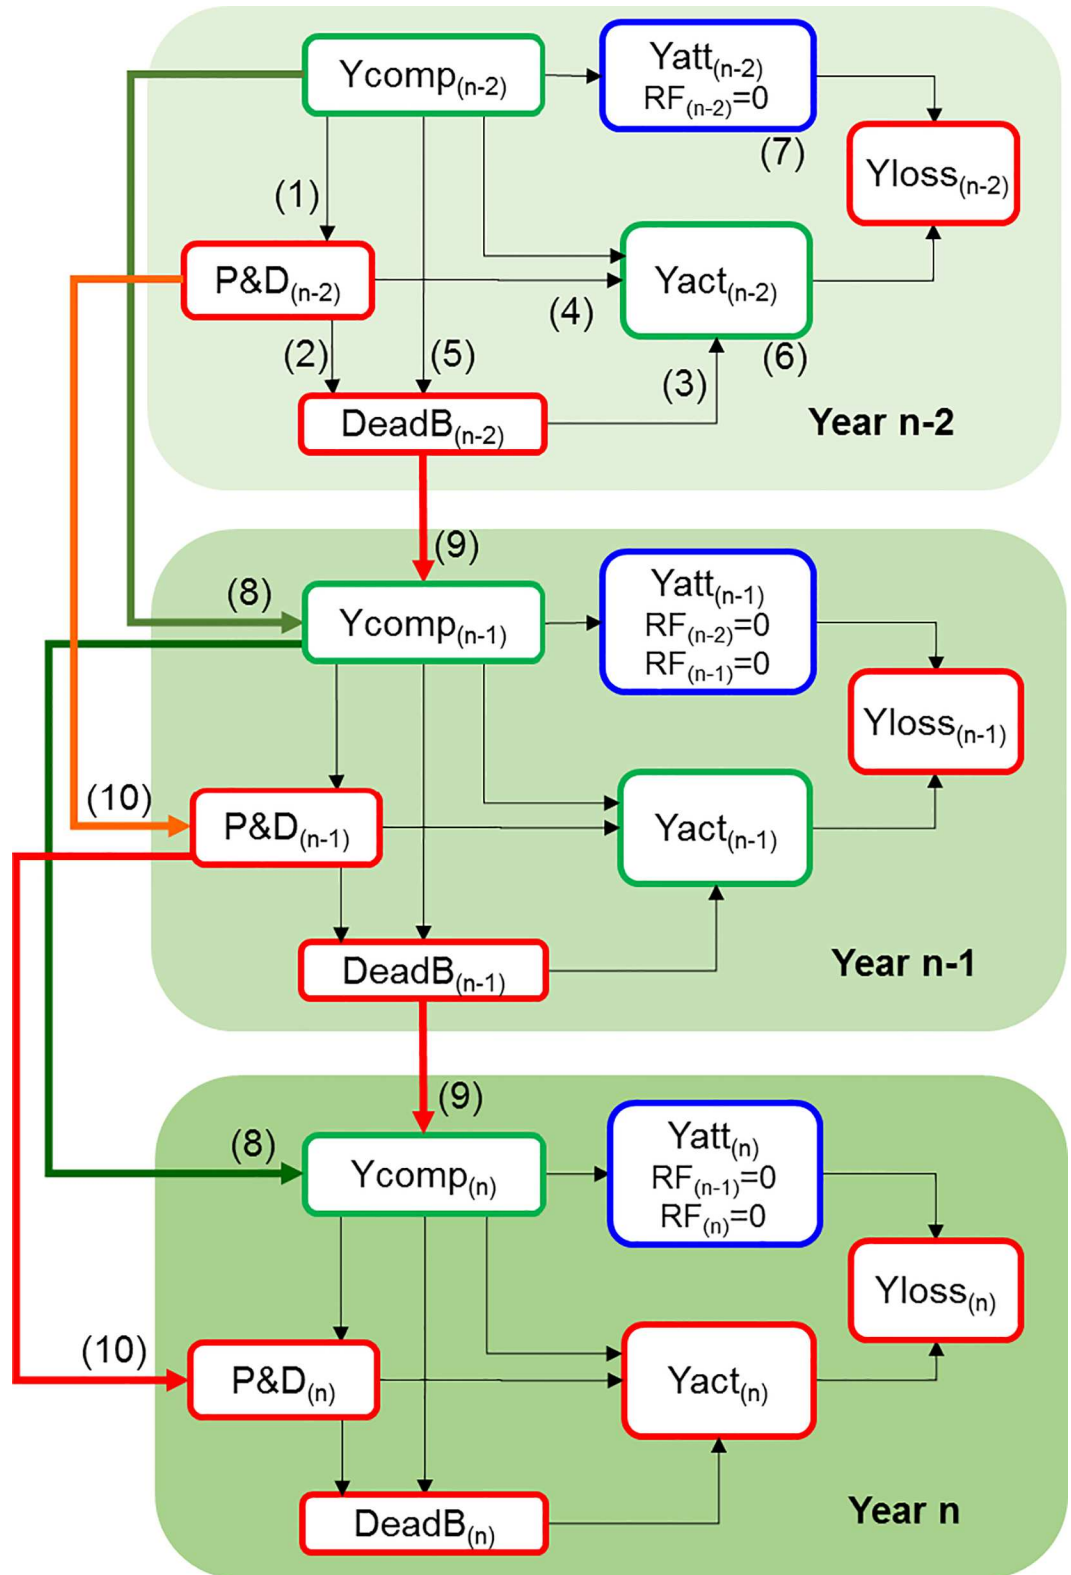 Ycomp(n-2)
Yatt(n-2)
RF(n-2)=0
(7)
Yloss(n-2)
(1)
P&D(n-2)
Yact(n-2)
(4)
(2)
(5)
(3)
(6)
DeadB(n-2)
Year n-2
(9)
(8)
Ycomp(n-1)
Yatt(n-1)
RF(n-2)=0
RF(n-1)=0
Yloss(n-1)
(10)
P&D(n-1)
Yact(n-1)
DeadB(n-1)
Year n-1
(9)
(8)
Ycomp(n)
Yatt(n)
RF(n-1)=0
RF(n)=0
Yloss(n)
(10)
P&D(n)
Yact(n)
DeadB(n)
Year n